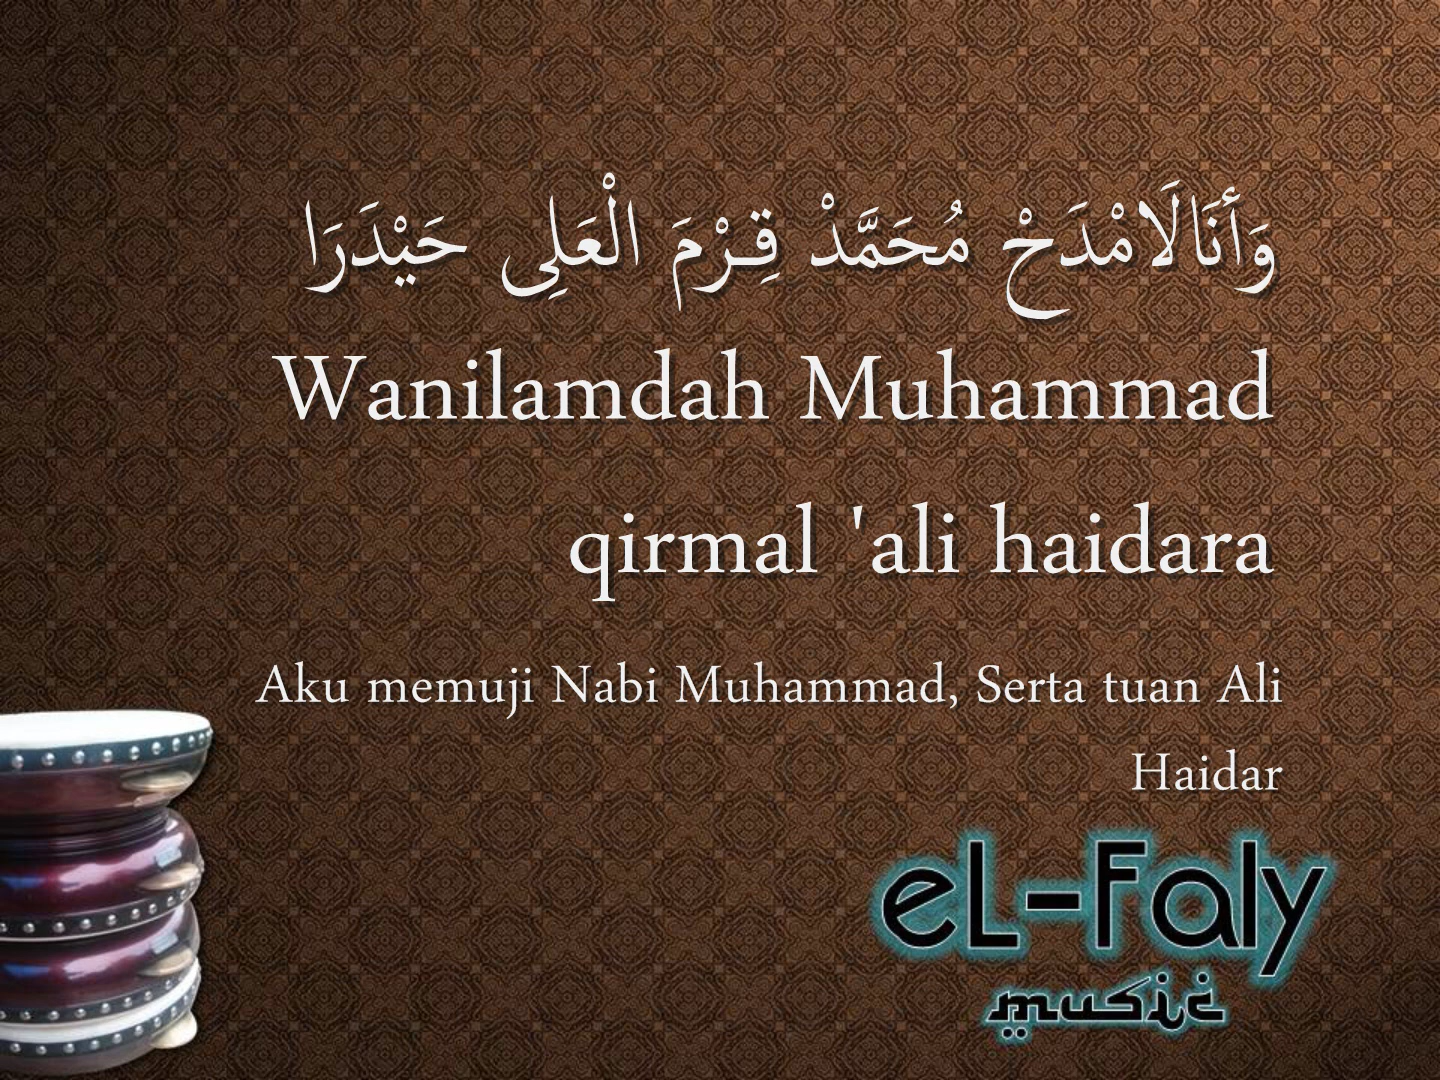 وَأَنَالَامْدَحْ مُحَمَّدْ قِرْمَ الْعَلِى حَيْدَرَا
Wanilamdah Muhammad
qirmal 'ali haidara
Aku memuji Nabi Muhammad, Serta tuan Ali
Haidar
eL-Faly
music